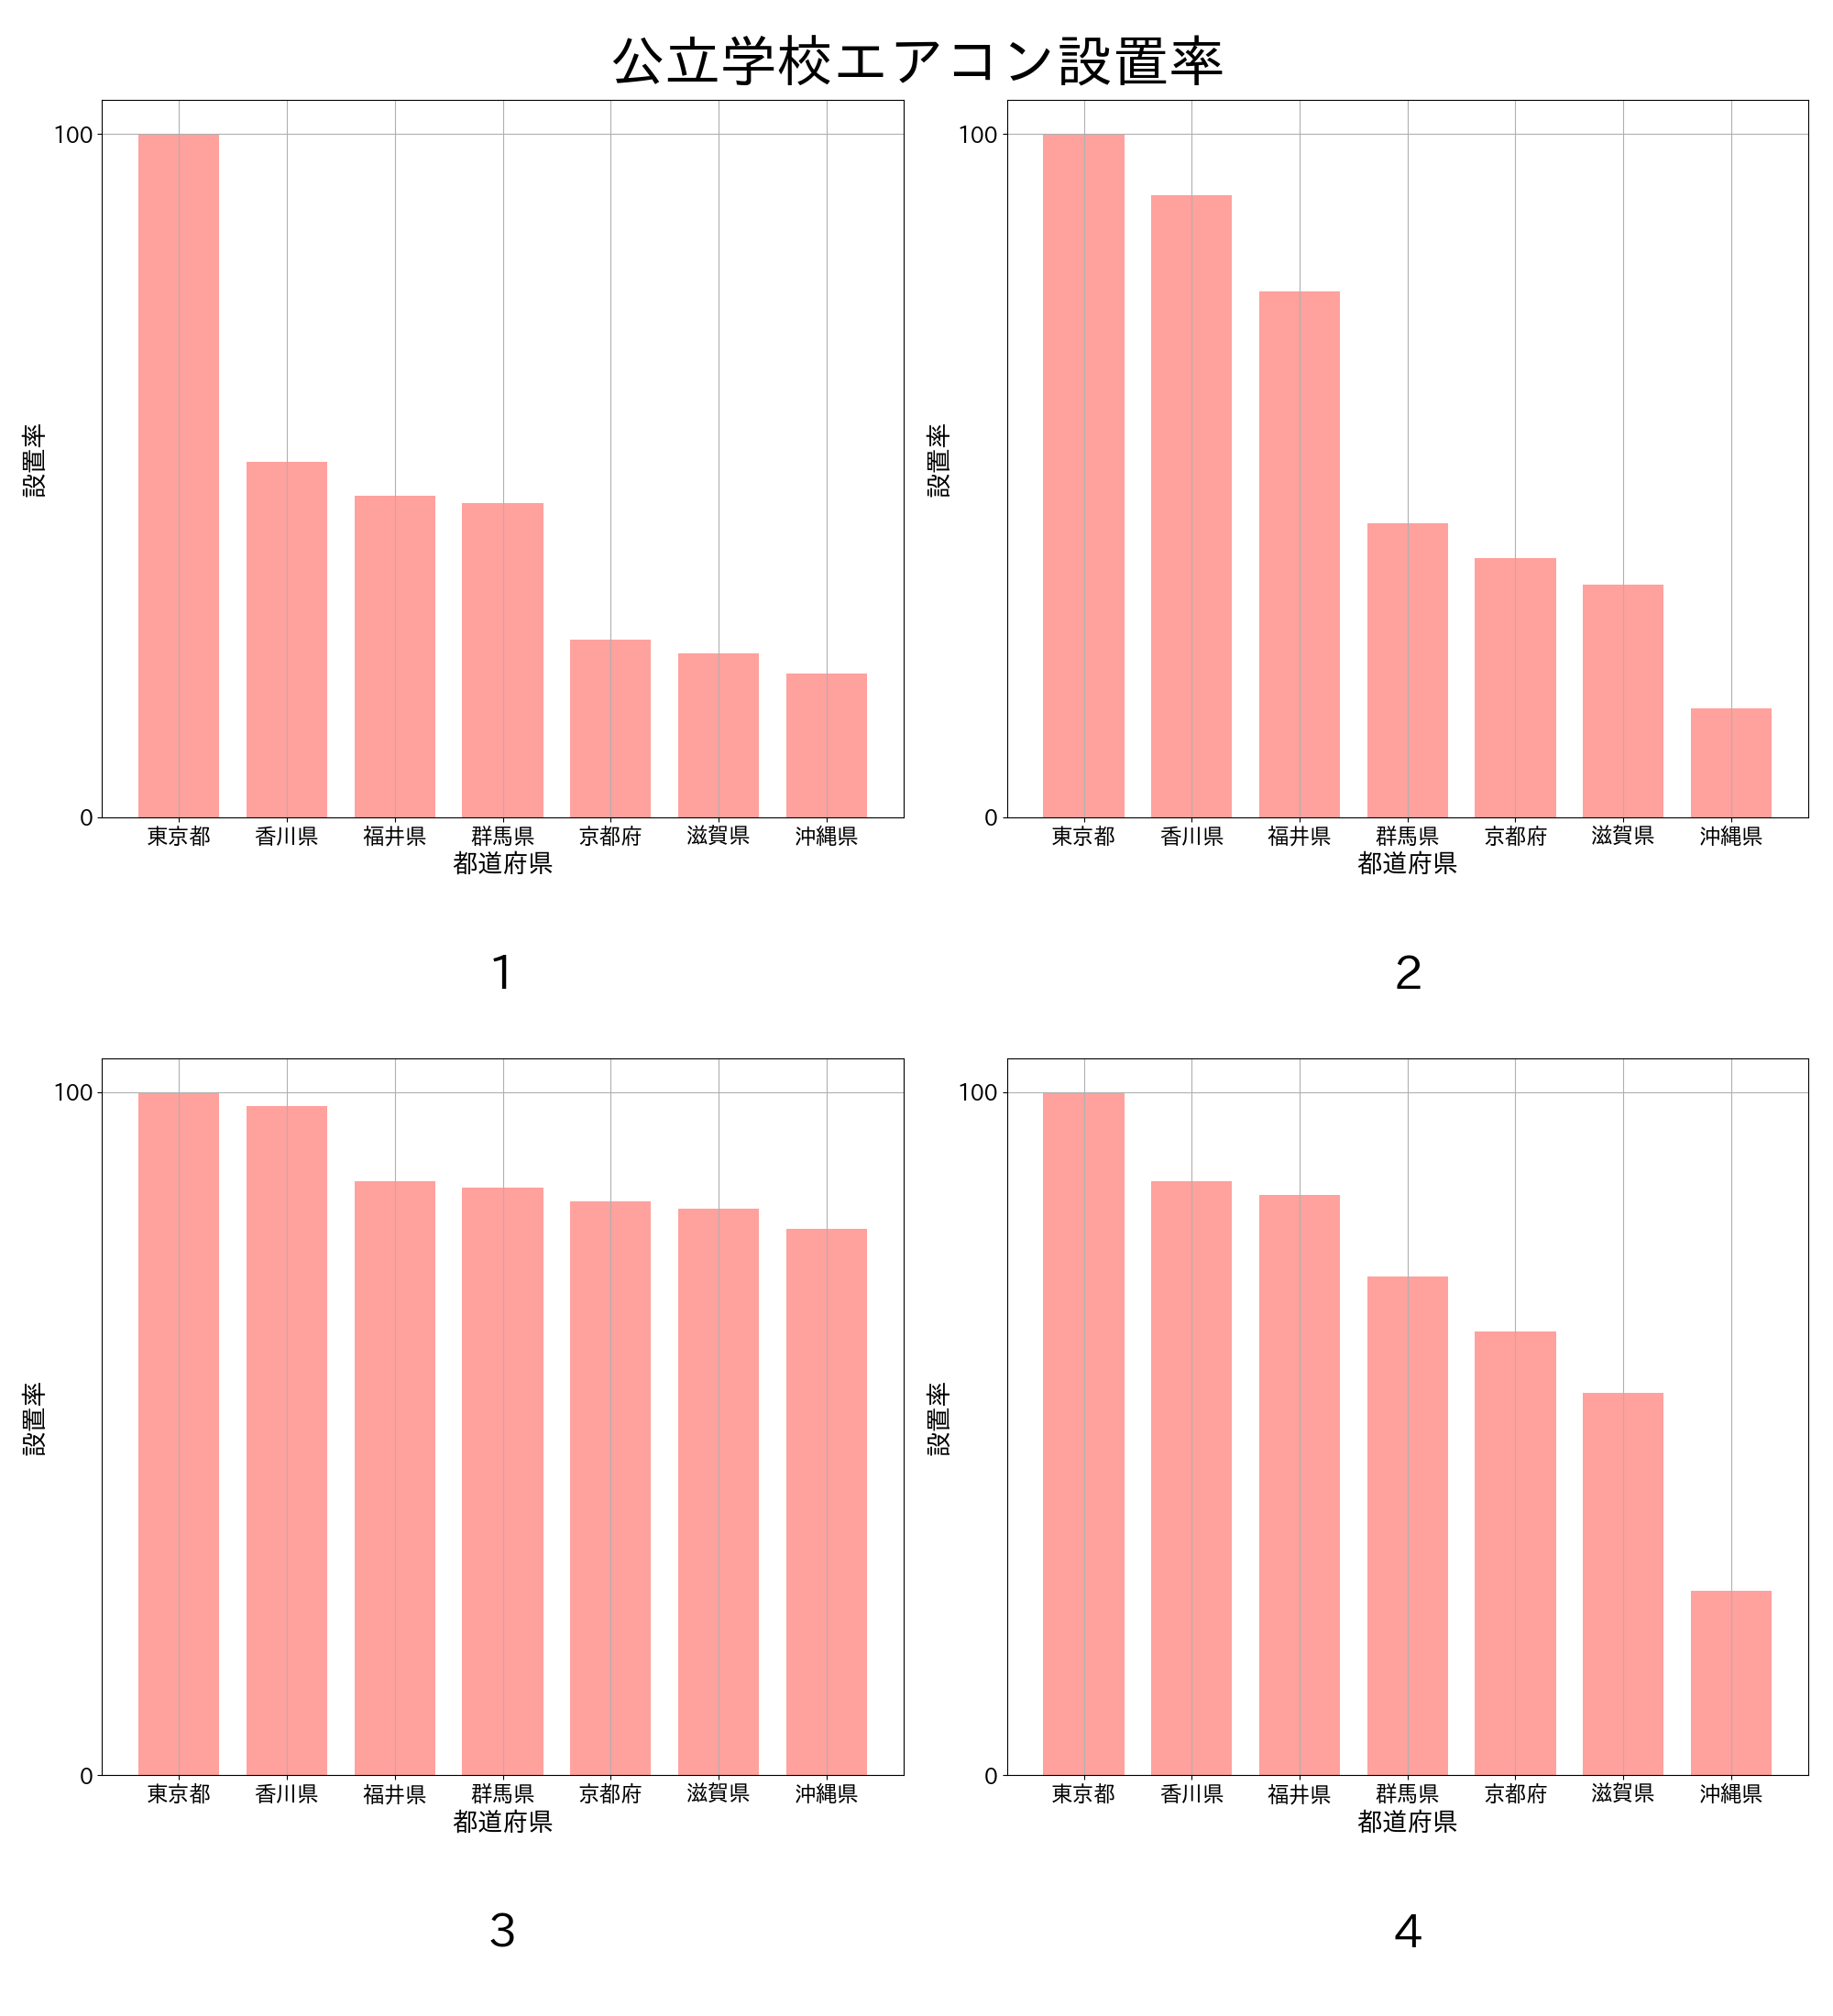 公立学校エアコン設置率
100
設置率
0
東京都 香川県 福井県 群馬県 京都府 滋賀県 沖縄県
都道府県
1
100
設置率
0
東京都 香川県 福井県 群馬県 京都府 滋賀県 沖縄県
都道府県
2
100
設置率
0
東京都 香川県 福井県 群馬県 京都府 滋賀県 沖縄県
都道府県
3
100
設置率
0
東京都 香川県 福井県 群馬県 京都府 滋賀県 沖縄県
都道府県
4